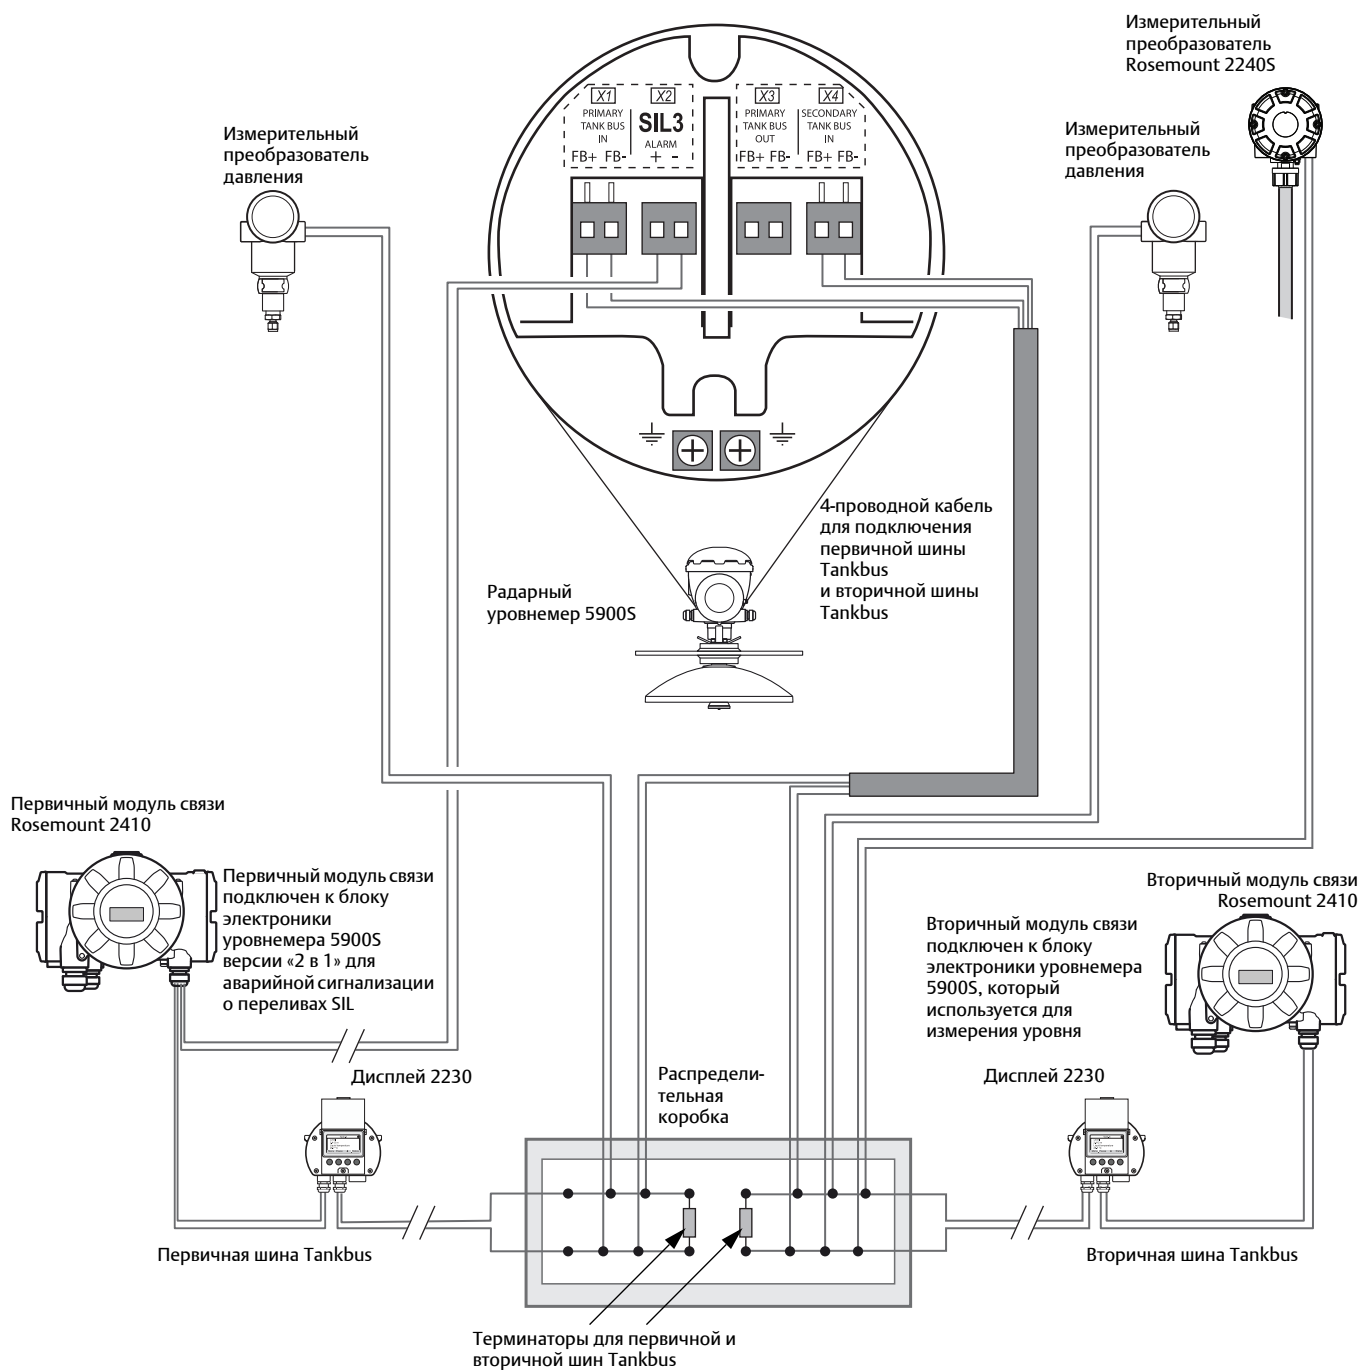 Измерительный
преобразователь
Rosemount 2240S
Измерительный
преобразователь
давления
Измерительный
преобразователь
давления
X1 X2 X3 X4
PRIMARY
TANK BUS
IN
FB+ FB-
SIL3
ALARM
+ -
PRIMARY
TANK BUS
OUT
FB+ FB-
SECONDARY
TANK BUS
IN
FB+ FB-
4-проводной кабель
для подключения
первичной шины
Tankbus
и вторичной шины
Tankbus
Радарный
уровнемер 5900S
Первичный модуль связи
Rosemount 2410
Первичный модуль связи
подключен к блоку
электроники
уровнемера 5900S
версии «2 в 1» для
аварийной сигнализации
о переливах SIL
Вторичный модуль связи
Rosemount 2410
Вторичный модуль связи
подключен к блоку
электроники уровнемера
5900S, который
используется для
измерения уровня
Дисплей 2230
Распредели-
тельная
коробка
Дисплей 2230
Первичная шина Tankbus
Вторичная шина Tankbus
Терминаторы для первичной и
вторичной шин Tankbus